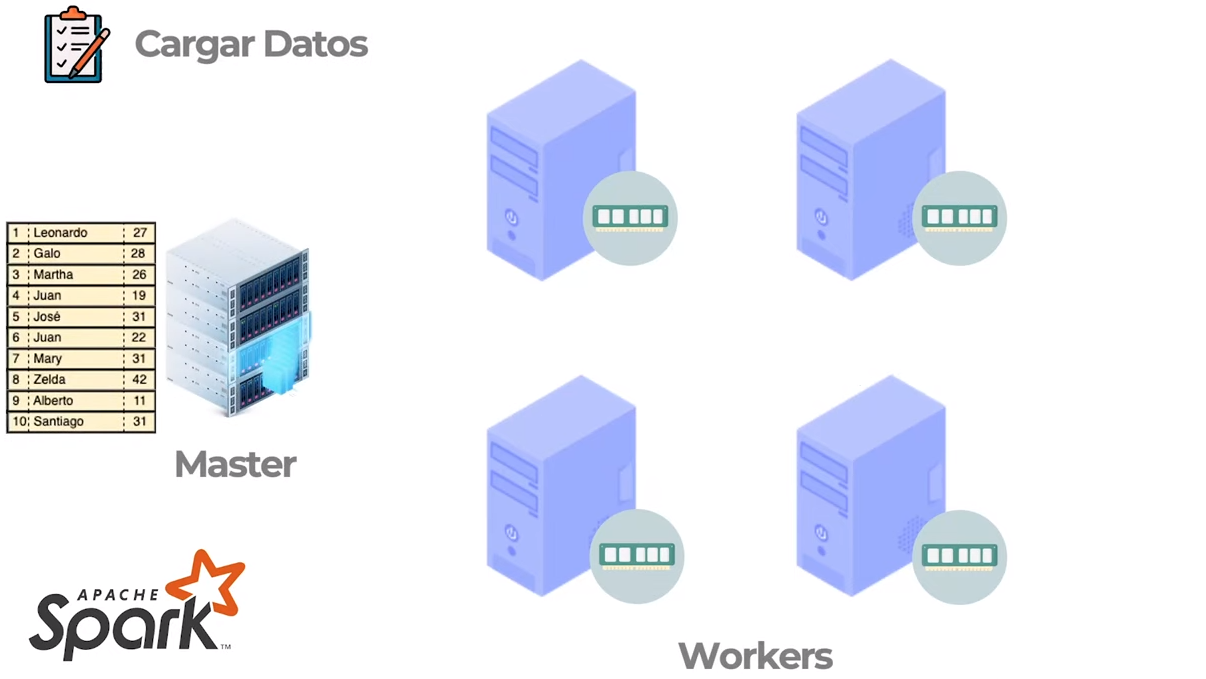 Cargar Datos
1 Leonardo 27
2 Galo 28
3 Martha 26
4 Juan 19
5 José 31
6 Juan 22
7 Mary 31
8 Zelda 42
9 Alberto 11
10 Santiago 31
Master
APACHE
Spark™
Workers